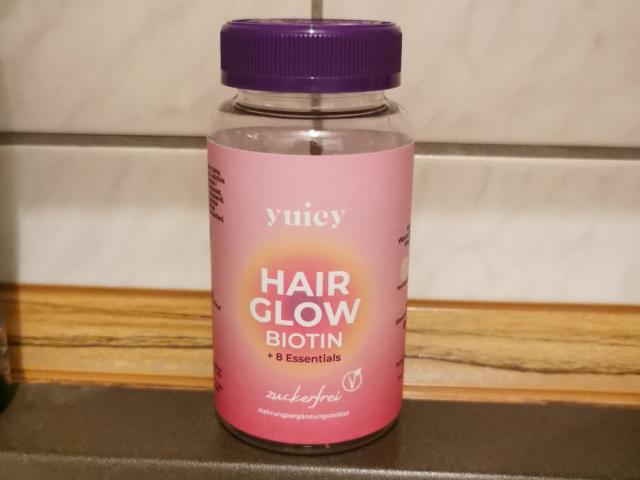 yuicy
HAIR
GLOW
BIOTIN
+ 8 Essentials
zuckerfrei
Nahrungsergänzungsmittel